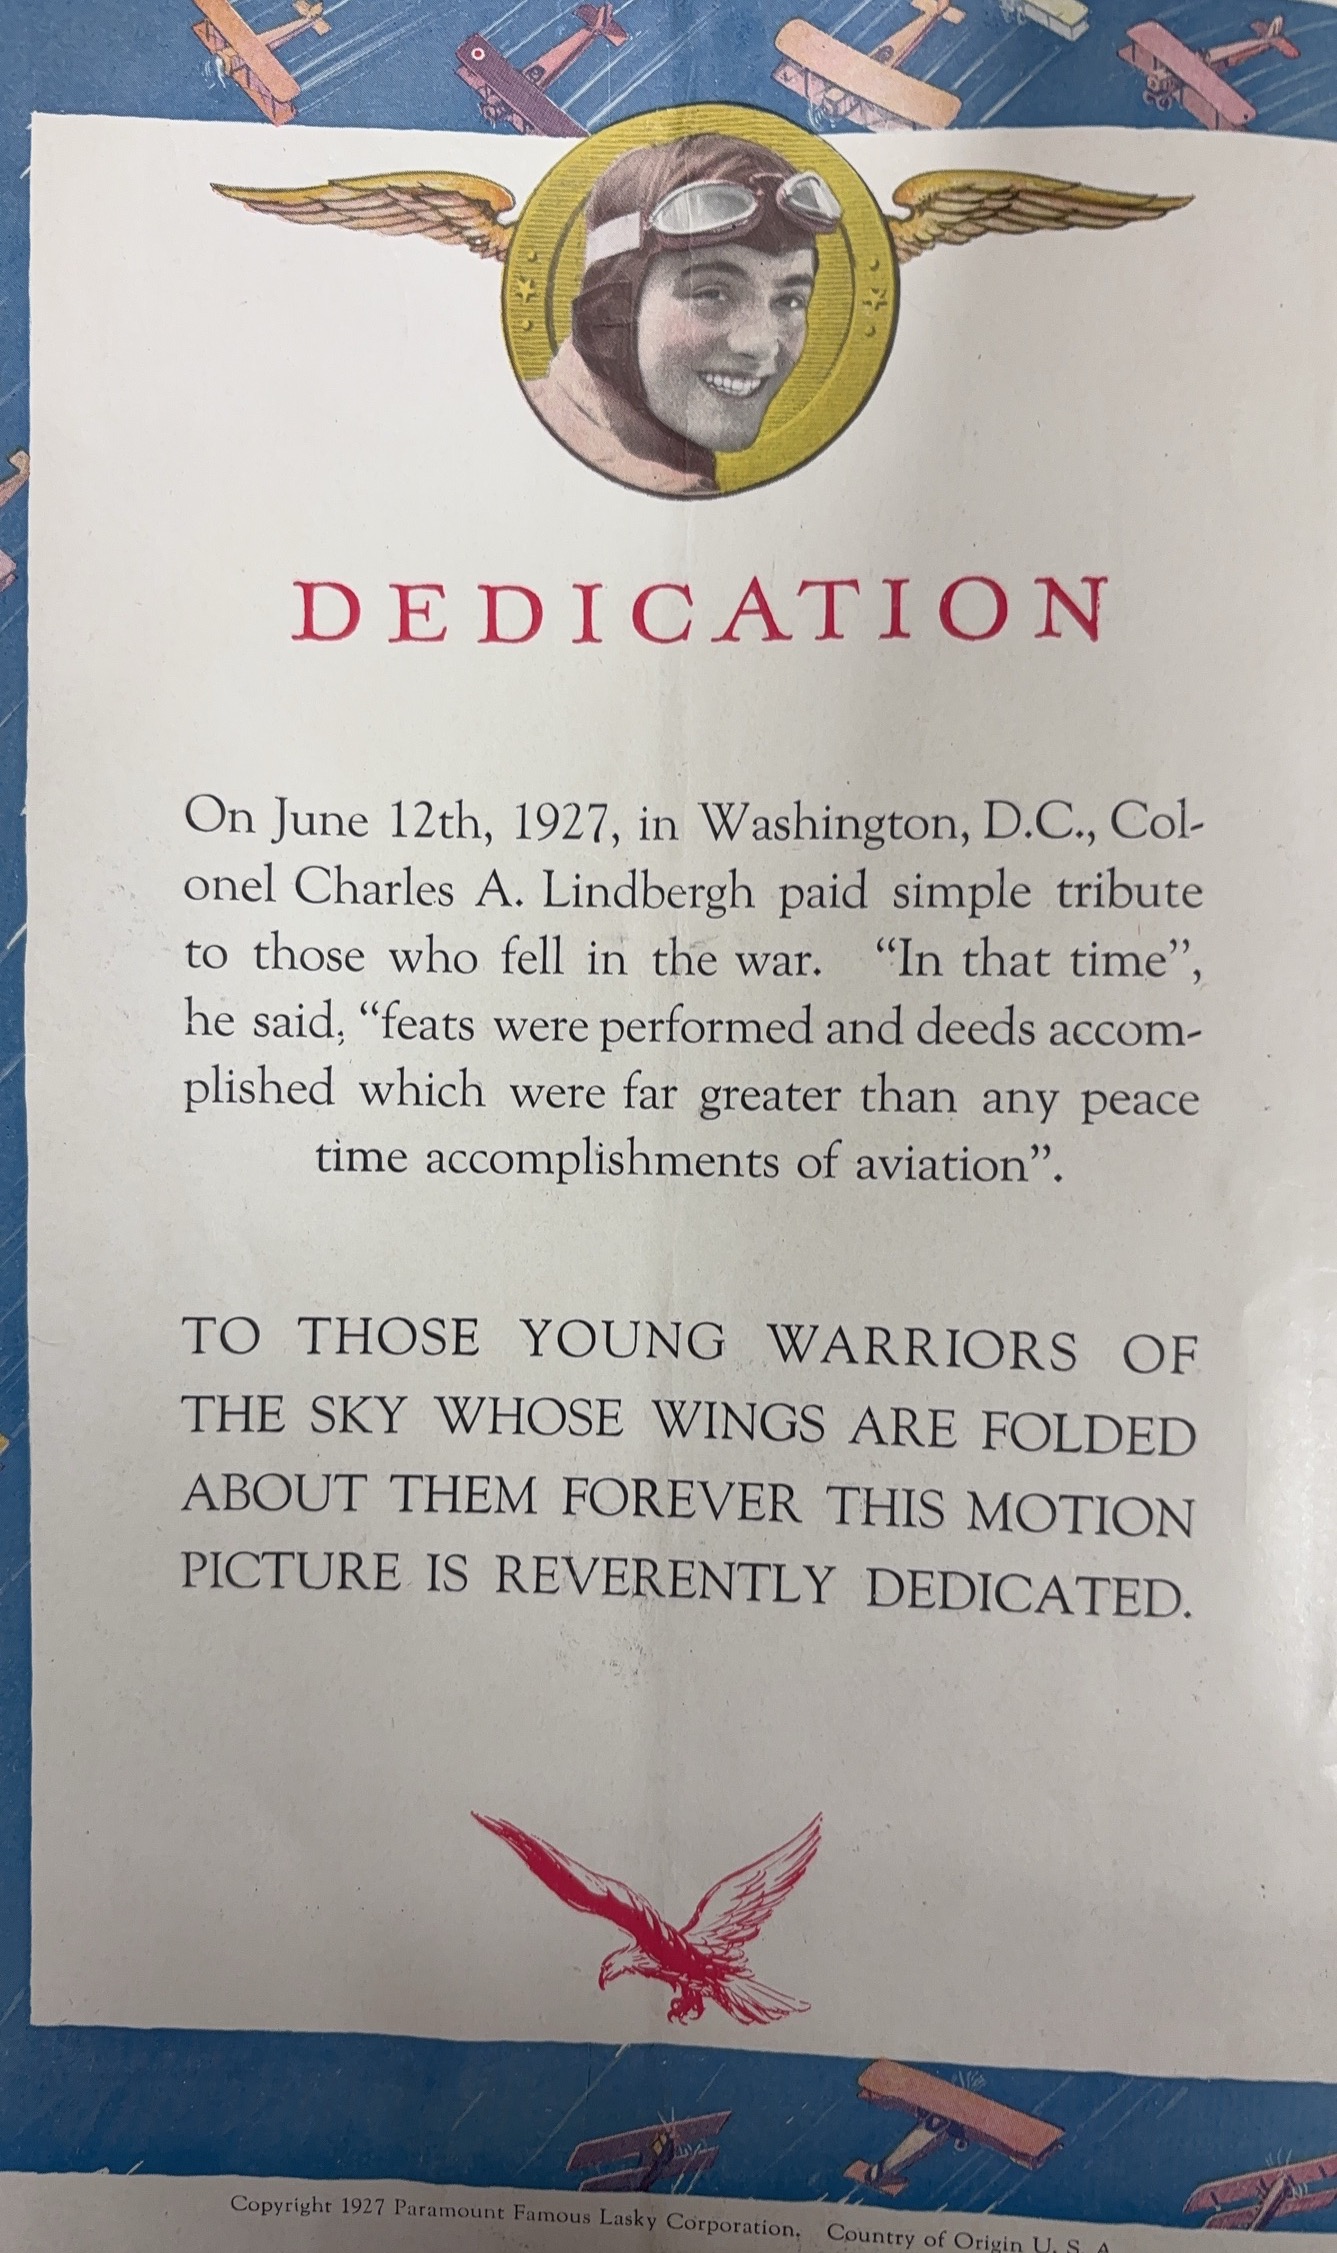 DEDICATION
On June 12th, 1927, in Washington, D.C., Col-
onel Charles A. Lindbergh paid simple tribute
to those who fell in the war. “In that time”,
he said, “feats were performed and deeds accom-
plished which were far greater than any peace
time accomplishments of aviation”.
TO THOSE YOUNG WARRIORS OF
THE SKY WHOSE WINGS ARE FOLDED
ABOUT THEM FOREVER THIS MOTION
PICTURE IS REVERENTLY DEDICATED.
Copyright 1927 Paramount Famous Lasky Corporation. Country of Origin U. S. A